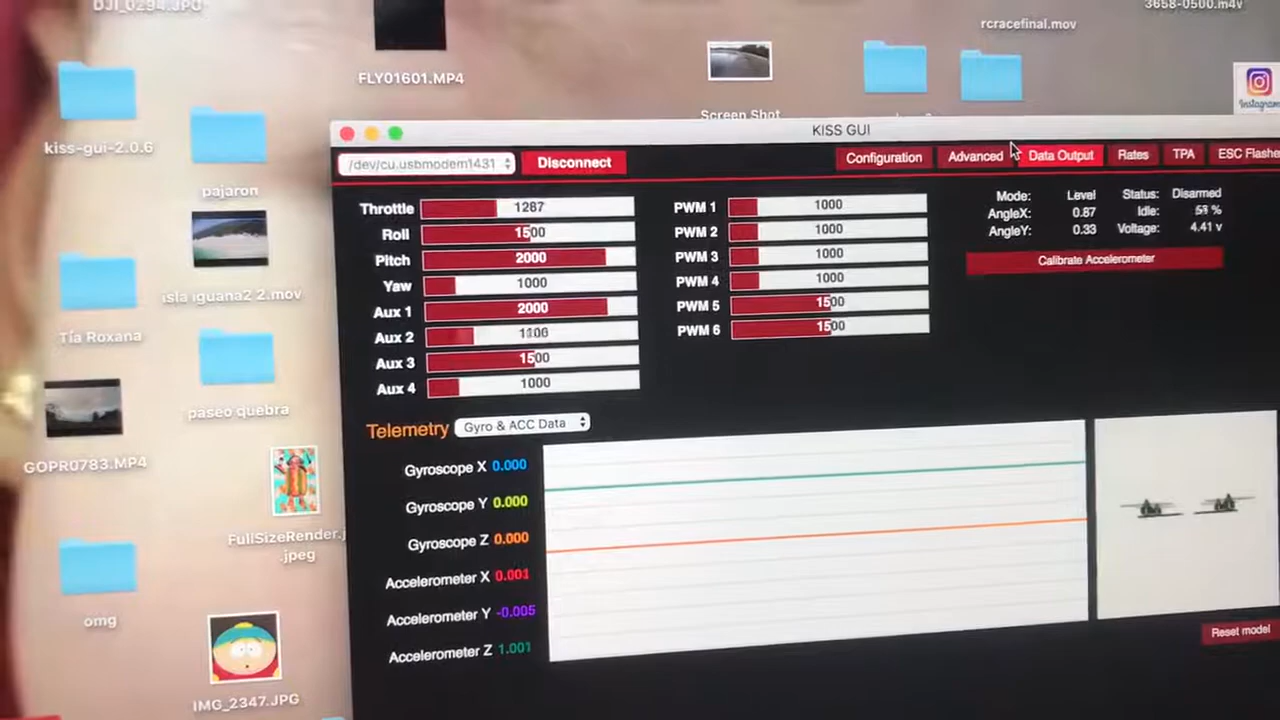 DJI_0294.JPG
3658-0500.m4v
rcracefinal.mov
FLY01601.MP4
Screen Shot
Instagram
kiss-gui-2.0.6
pajaron
isla iguana2 2.mov
Tía Roxana
paseo quebra
GOPR0783.MP4
FullSizeRender.j
.jpeg
omg
IMG_2347.JPG
KISS GUI
/dev/cu.usbmodem1431
Disconnect
Configuration
Advanced
Data Output
Rates
TPA
ESC Flashe
Throttle 1287
Roll 1500
Pitch 2000
Yaw 1000
Aux 1 2000
Aux 2 1106
Aux 3 1500
Aux 4 1000
PWM 1 1000
PWM 2 1000
PWM 3 1000
PWM 4 1000
PWM 5 1500
PWM 6 1500
Mode: Level Status: Disarmed
AngleX: 0.87 Idle: %
AngleY: 0.33 Voltage: 4.41 v
Calibrate Accelerometer
Telemetry Gyro & ACC Data
Gyroscope X 0.000
Gyroscope Y 0.000
Gyroscope Z 0.000
Accelerometer X 0.001
Accelerometer Y -0.005
Accelerometer Z 1.001
Reset model